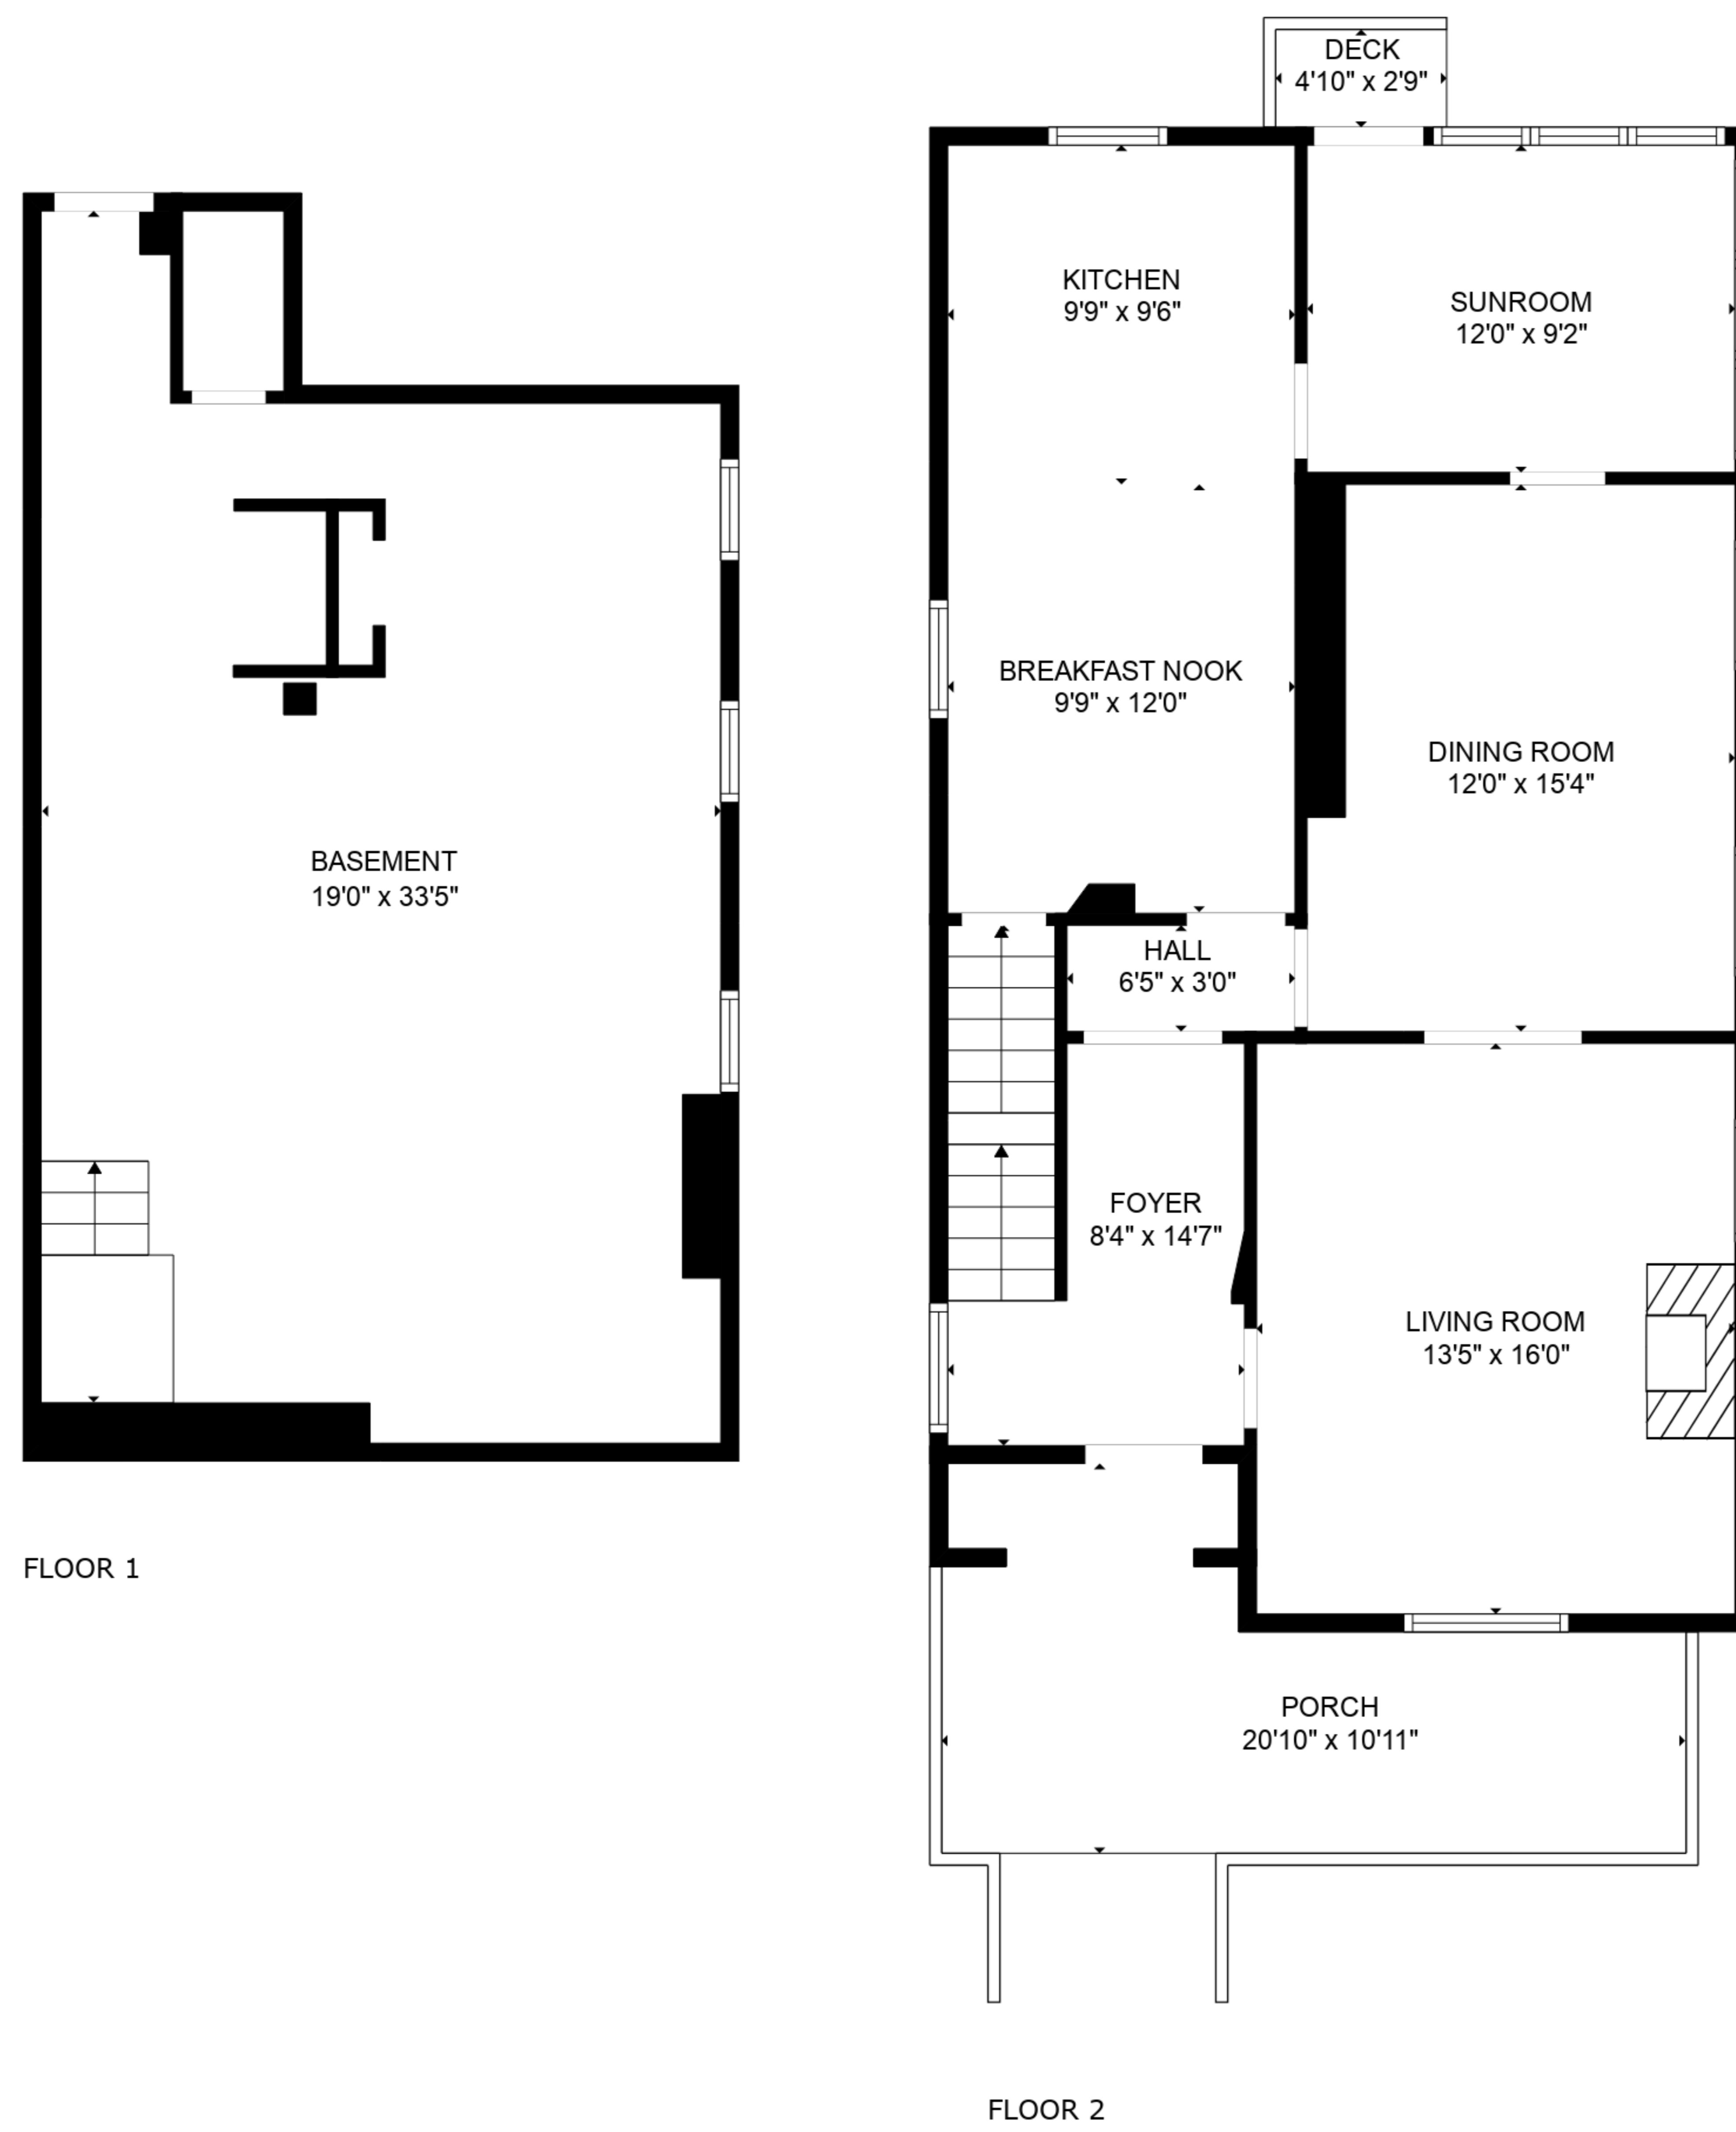 DECK
4'10" x 2'9"
KITCHEN
9'9" x 9'6"
SUNROOM
12'0" x 9'2"
BREAKFAST NOOK
9'9" x 12'0"
DINING ROOM
12'0" x 15'4"
BASEMENT
19'0" x 33'5"
HALL
6'5" x 3'0"
FOYER
8'4" x 14'7"
LIVING ROOM
13'5" x 16'0"
FLOOR 1
PORCH
20'10" x 10'11"
FLOOR 2